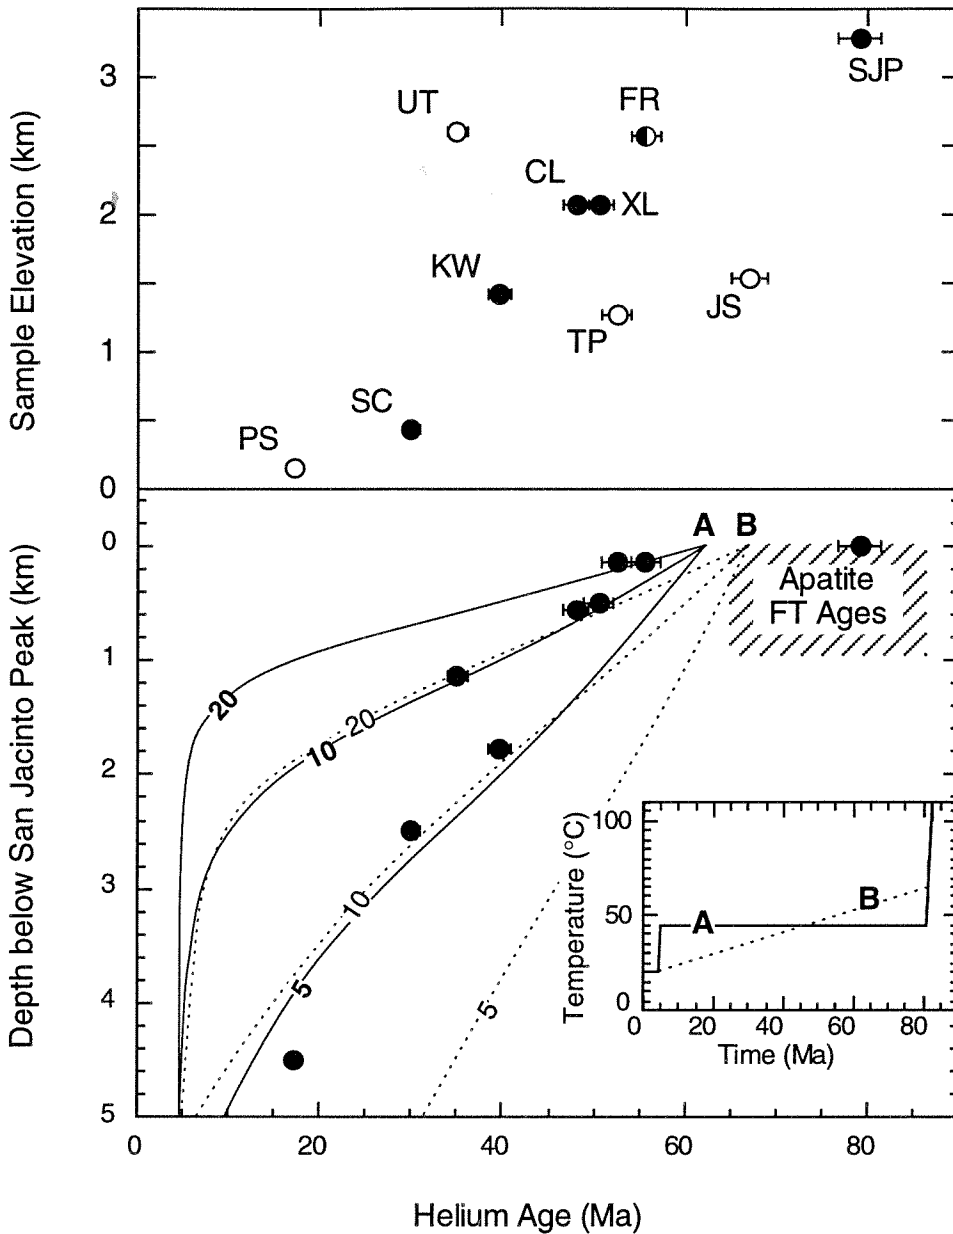 Sample Elevation (km)
3
2
1
0
SJP
UT
FR
CL
XL
KW
JS
TP
SC
PS
Depth below San Jacinto Peak (km)
0
1
2
3
4
5
A B
Apatite
FT Ages
20
20
10
10
5
5
Temperature (°C)
100
50
0
A
B
0 20 40 60 80
Time (Ma)
0 20 40 60 80
Helium Age (Ma)